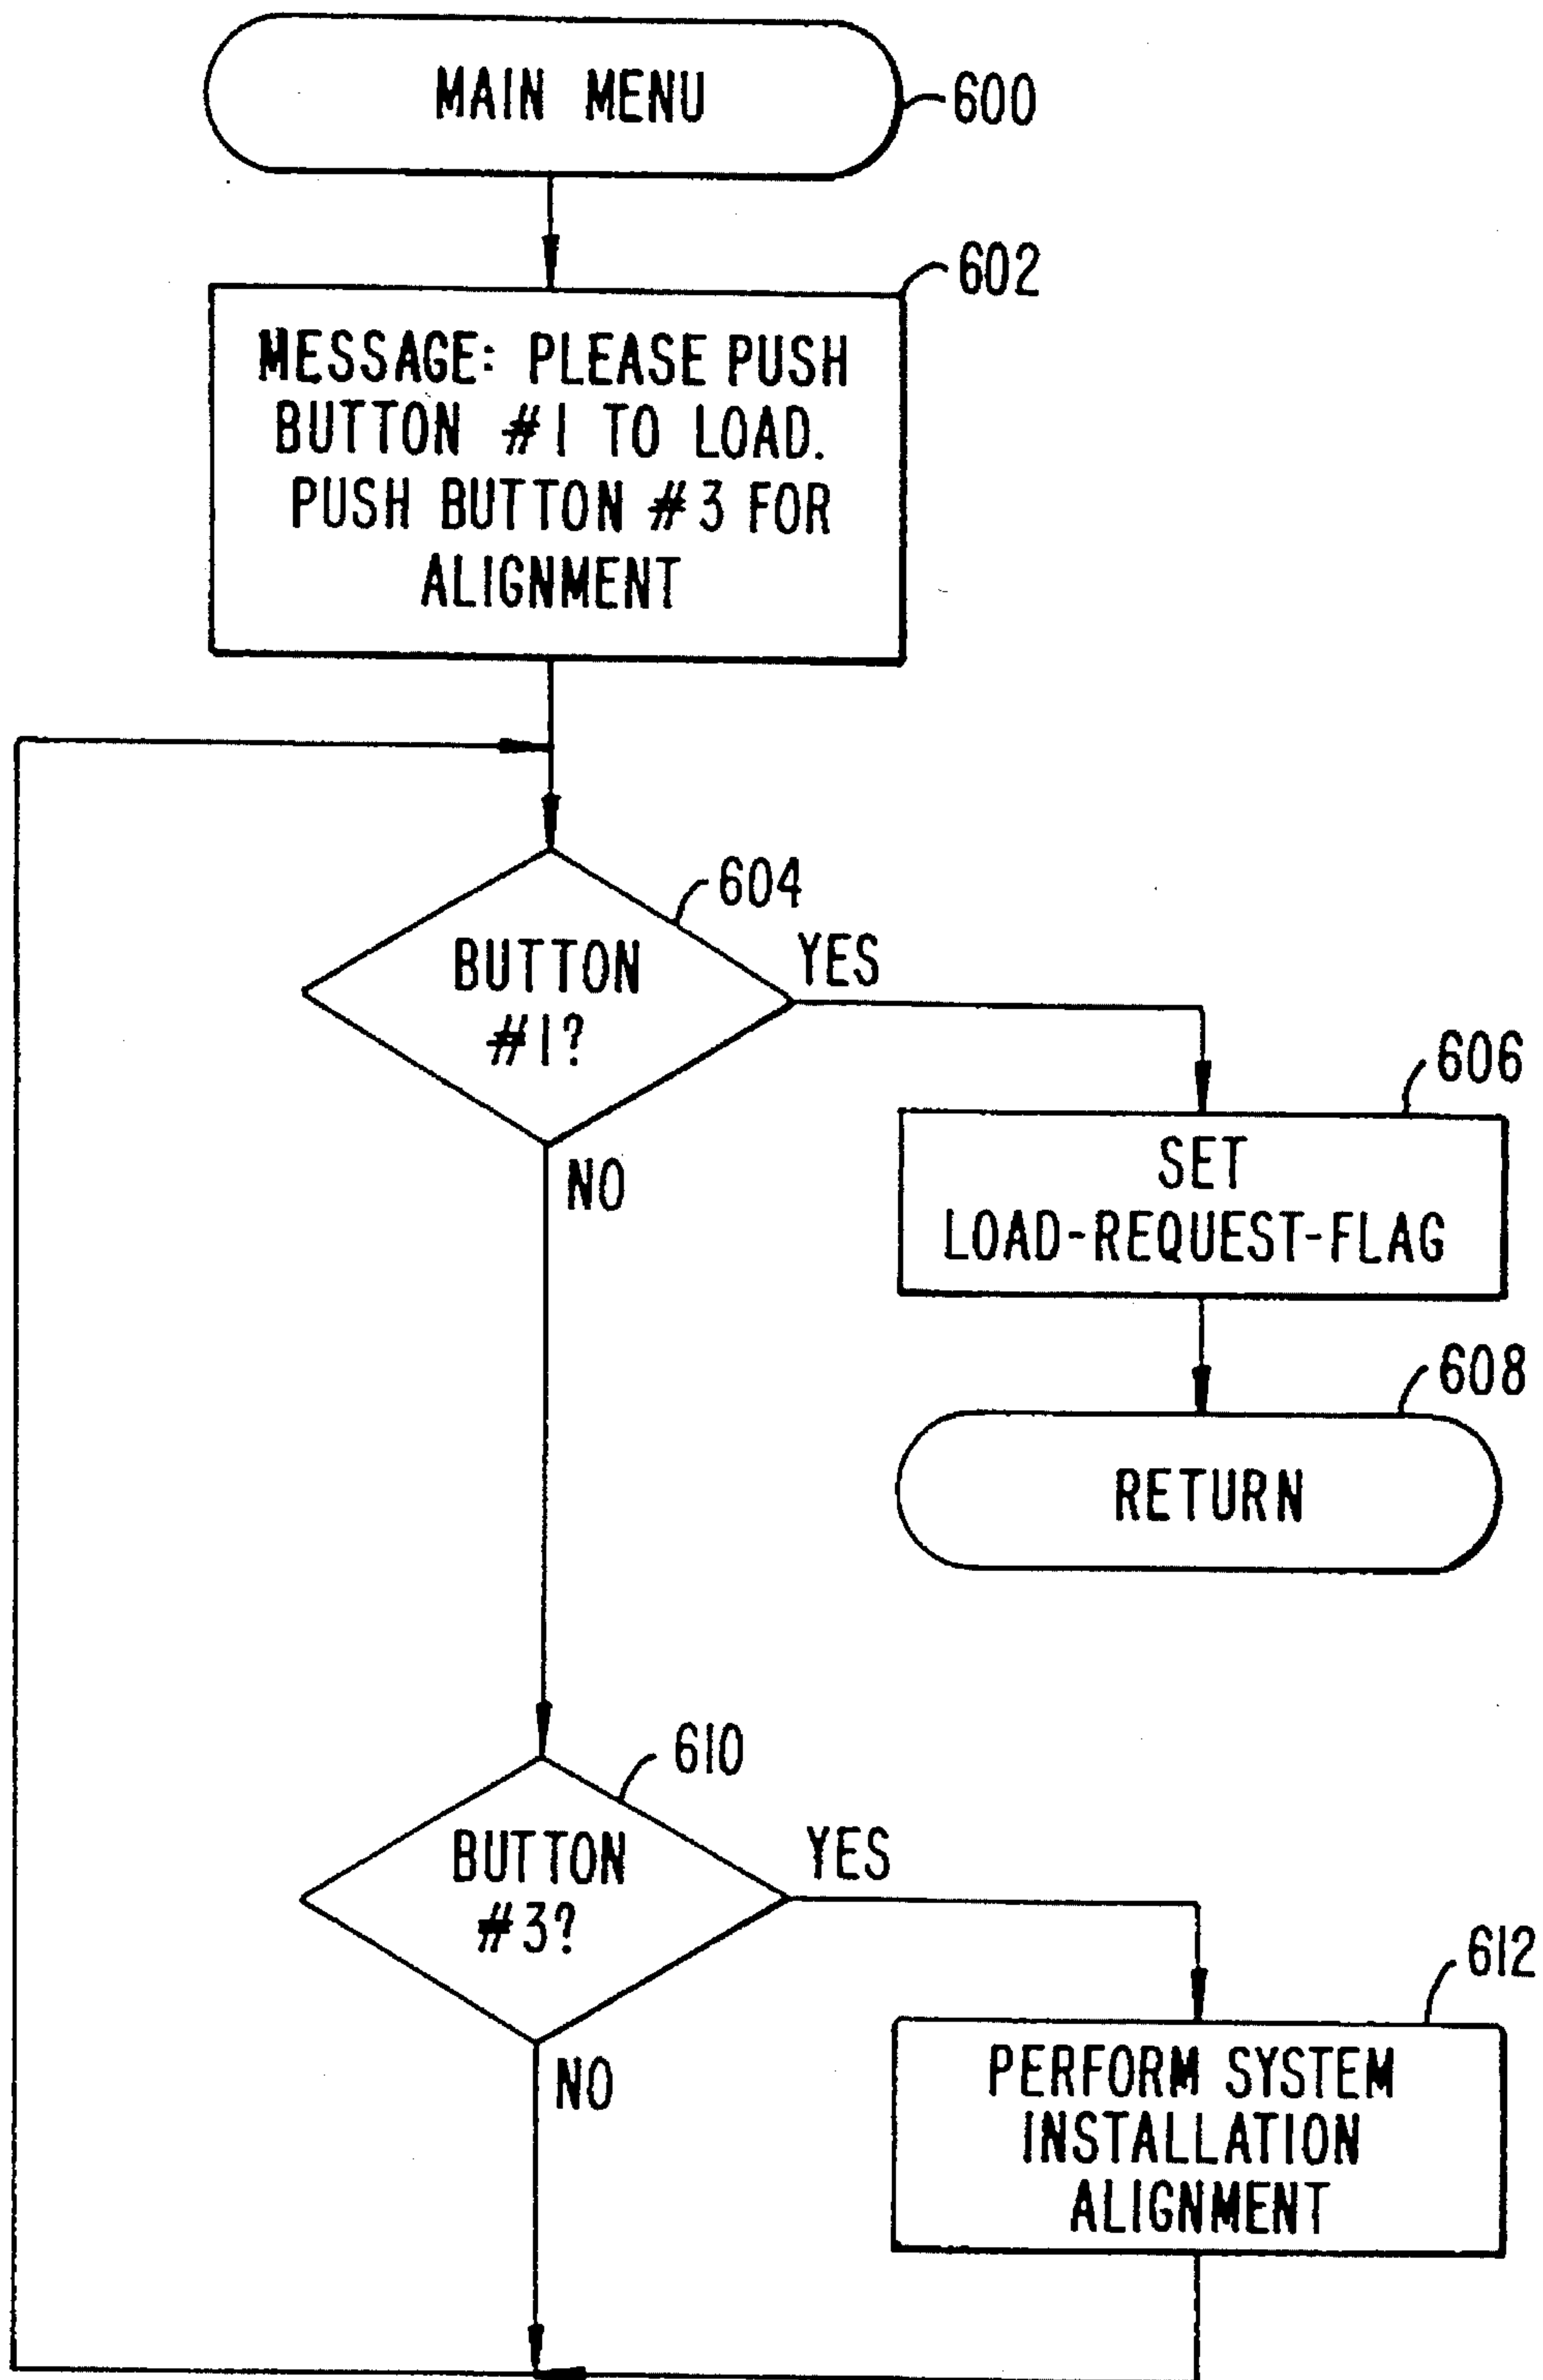 MAIN MENU
600
602
MESSAGE: PLEASE PUSH
BUTTON #1 TO LOAD.
PUSH BUTTON #3 FOR
ALIGNMENT
604
BUTTON
#1?
YES
NO
606
SET
LOAD-REQUEST-FLAG
608
RETURN
610
BUTTON
#3?
YES
NO
612
PERFORM SYSTEM
INSTALLATION
ALIGNMENT